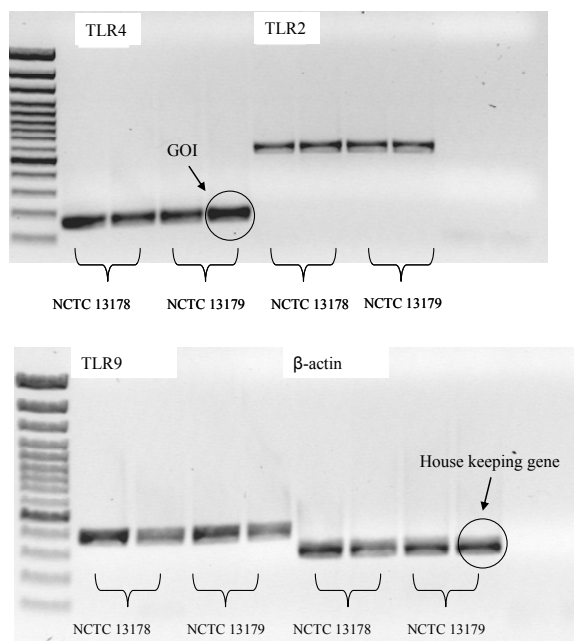 TLR4 TLR2
GOI
NCTC 13178 NCTC 13179 NCTC 13178 NCTC 13179
TLR9 β-actin
House keeping gene
NCTC 13178 NCTC 13179 NCTC 13178 NCTC 13179